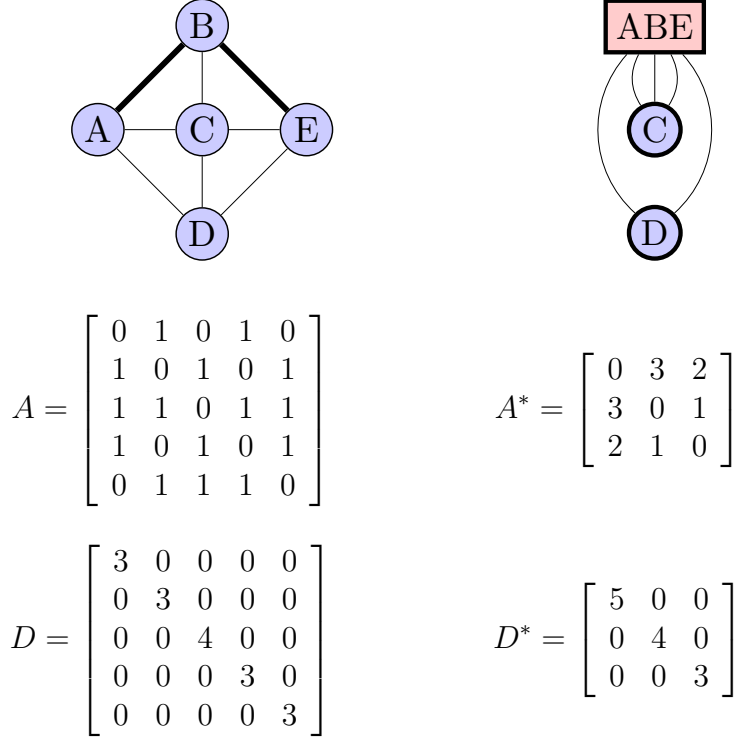 B
A C E
D
ABE
C
D
A =
0 1 0 1 0
1 0 1 0 1
1 1 0 1 1
1 0 1 0 1
0 1 1 1 0
A* =
0 3 2
3 0 1
2 1 0
D =
3 0 0 0 0
0 3 0 0 0
0 0 4 0 0
0 0 0 3 0
0 0 0 0 3
D* =
5 0 0
0 4 0
0 0 3